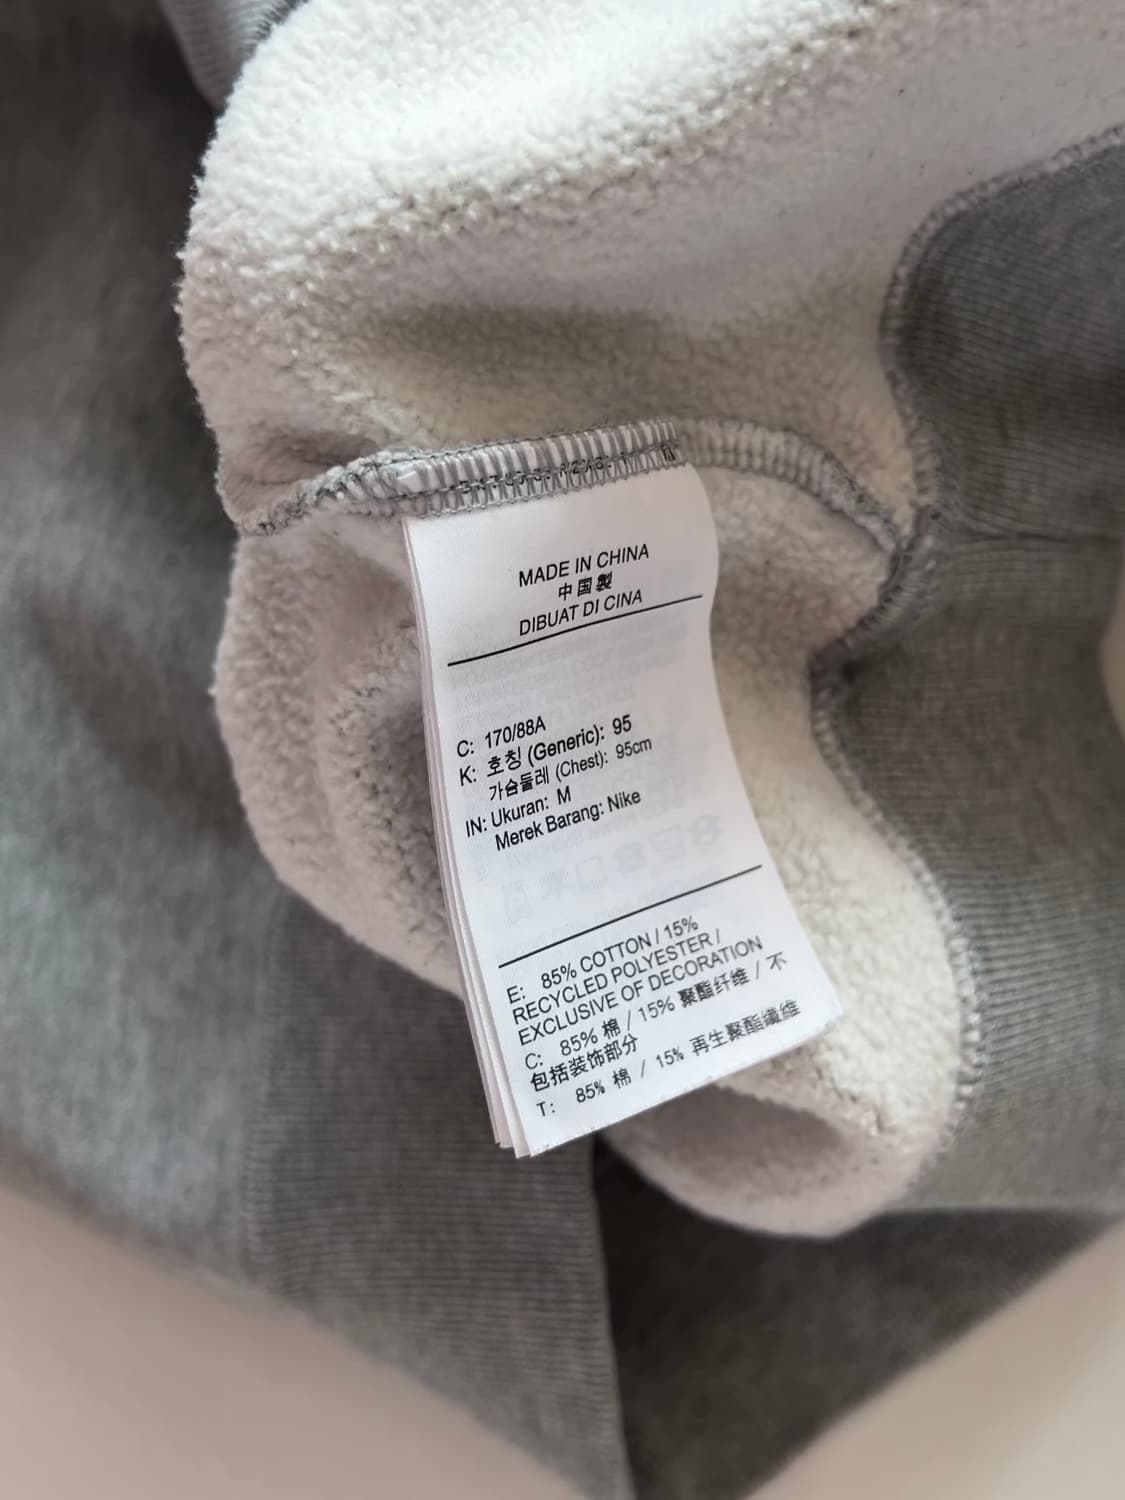 MADE IN CHINA
中国製
DIBUAT DI CINA
C: 170/88A
K: 호칭 (Generic): 95
가슴둘레 (Chest): 95cm
IN: Ukuran: M
Merek Barang: Nike
E: 85% COTTON / 15%
RECYCLED POLYESTER /
EXCLUSIVE OF DECORATION
C: 85% 棉 / 15% 聚酯纤维 / 不
包括装饰部分
T: 85% 棉 / 15% 再生聚酯纖維